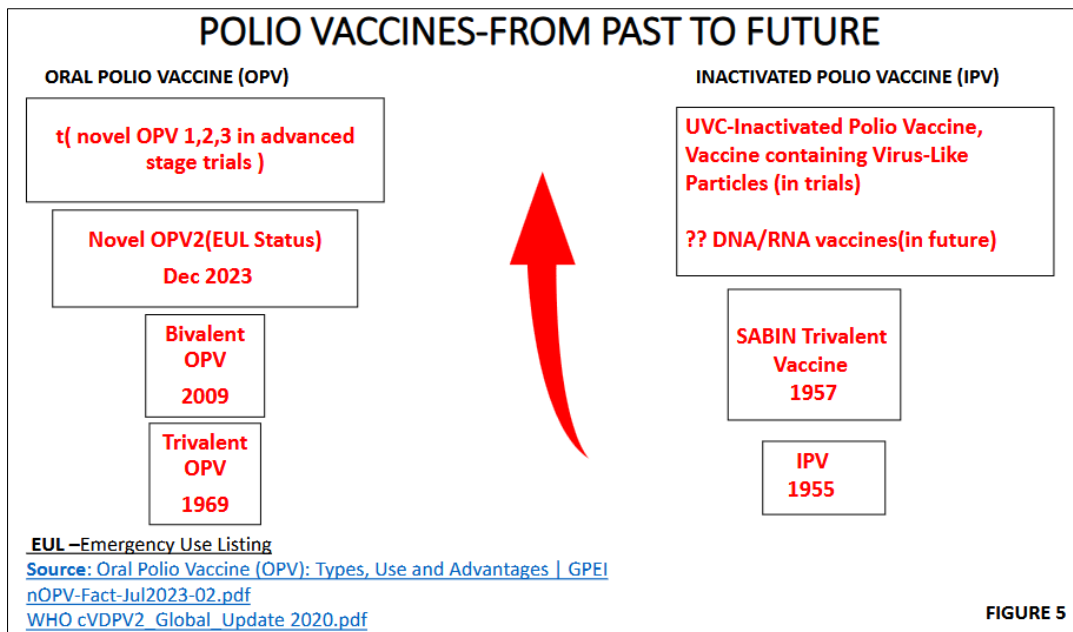 POLIO VACCINES-FROM PAST TO FUTURE
ORAL POLIO VACCINE (OPV)
t( novel OPV 1,2,3 in advanced
stage trials )
Novel OPV2(EUL Status)
Dec 2023
Bivalent
OPV
2009
Trivalent
OPV
1969
INACTIVATED POLIO VACCINE (IPV)
UVC-Inactivated Polio Vaccine,
Vaccine containing Virus-Like
Particles (in trials)
?? DNA/RNA vaccines(in future)
SABIN Trivalent
Vaccine
1957
IPV
1955
EUL –Emergency Use Listing
Source: Oral Polio Vaccine (OPV): Types, Use and Advantages | GPEI
nOPV-Fact-Jul2023-02.pdf
WHO cVDPV2_Global_Update 2020.pdf
FIGURE 5